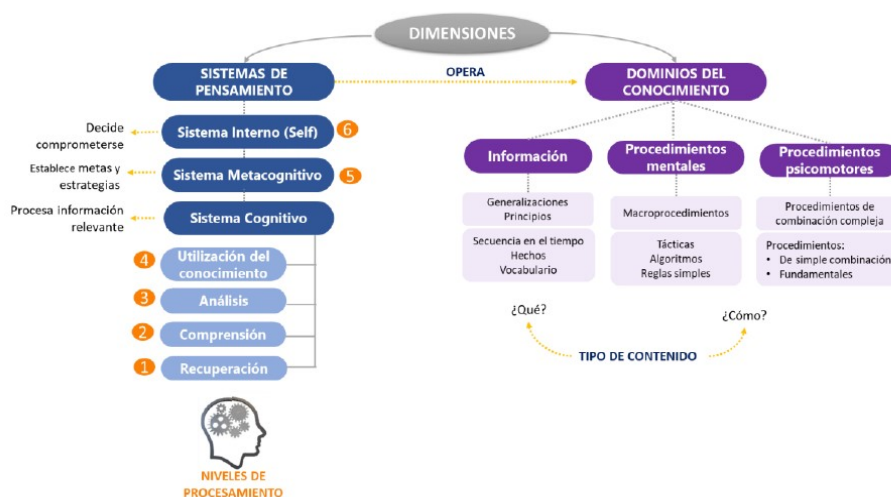 DIMENSIONES
SISTEMAS DE
PENSAMIENTO
OPERA
DOMINIOS DEL
CONOCIMIENTO
Decide
comprometerse
Sistema Interno (Self)
6
Establece metas y
estrategias
Sistema Metacognitivo
5
Procesa información
relevante
Sistema Cognitivo
4
Utilización del
conocimiento
3
Análisis
2
Comprensión
1
Recuperación
NIVELES DE
PROCESAMIENTO
Información
Generalizaciones
Principios
Secuencia en el tiempo
Hechos
Vocabulario
Procedimientos
mentales
Macroprocedimientos
Tácticas
Algoritmos
Reglas simples
Procedimientos
psicomotores
Procedimientos de
combinación compleja
Procedimientos:
• De simple combinación
• Fundamentales
¿Qué?
¿Cómo?
TIPO DE CONTENIDO